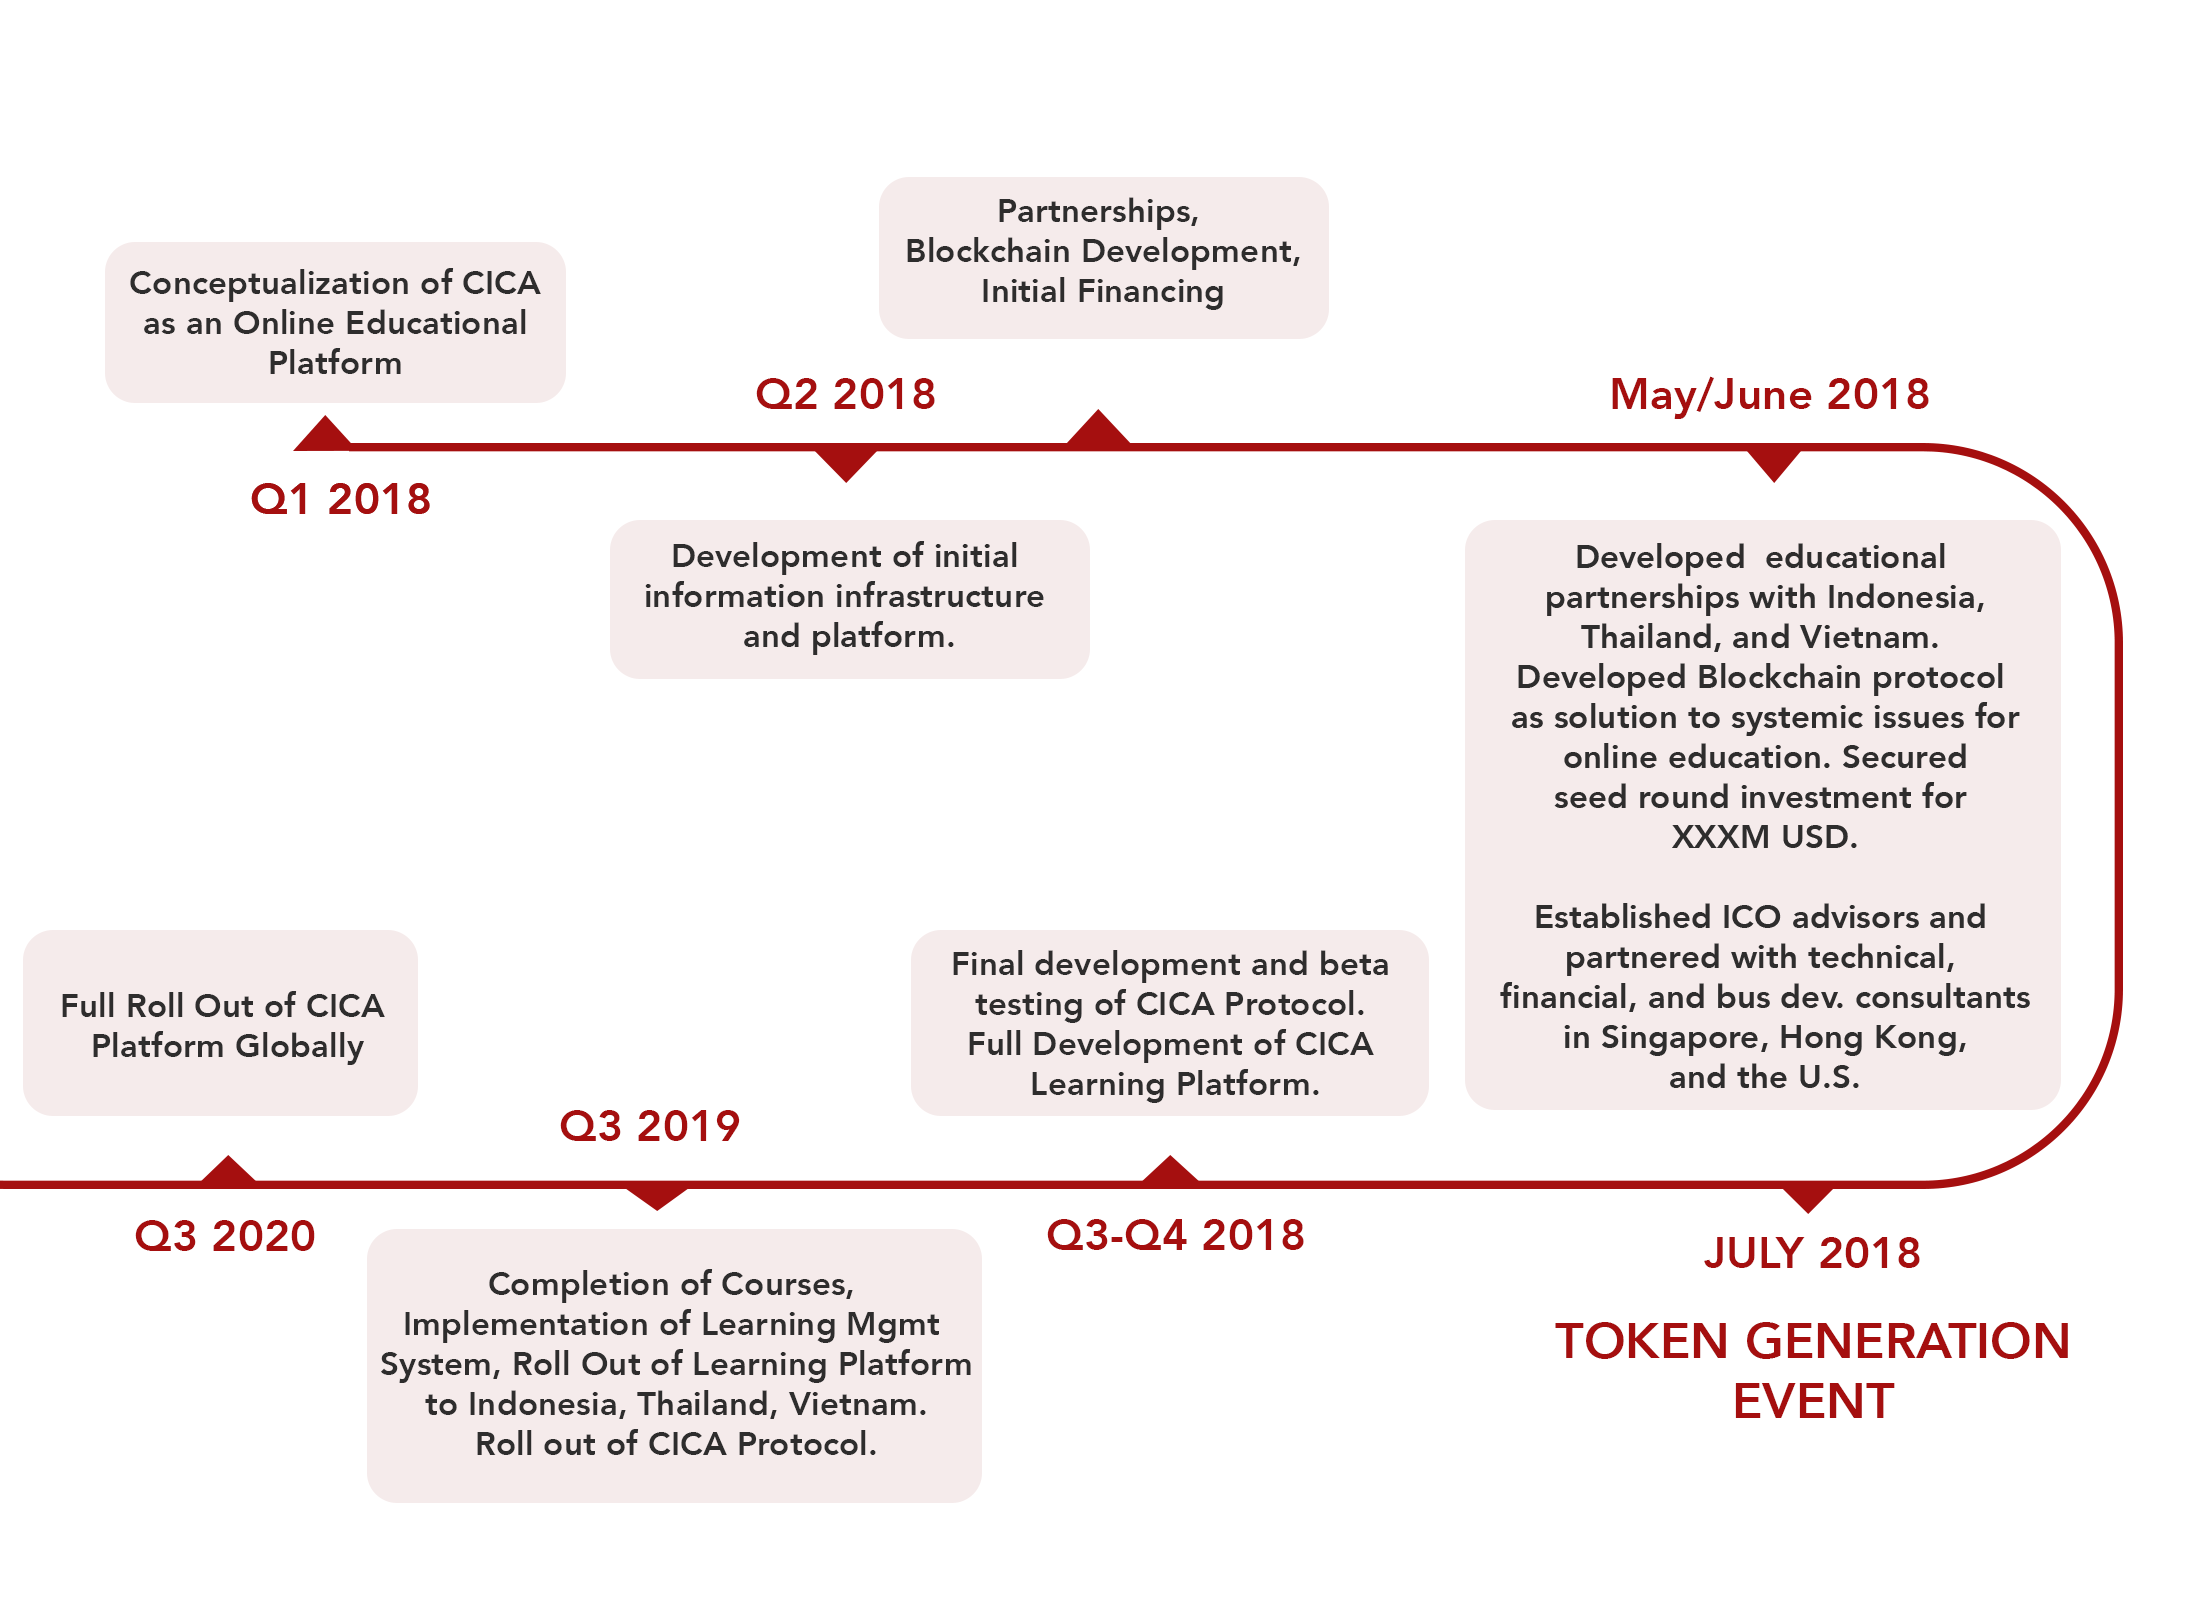 Conceptualization of CICA
as an Online Educational
Platform
Q1 2018
Q2 2018
Development of initial
information infrastructure
and platform.
Partnerships,
Blockchain Development,
Initial Financing
May/June 2018
Developed educational
partnerships with Indonesia,
Thailand, and Vietnam.
Developed Blockchain protocol
as solution to systemic issues for
online education. Secured
seed round investment for
XXXM USD.
Established ICO advisors and
partnered with technical,
financial, and bus dev. consultants
in Singapore, Hong Kong,
and the U.S.
JULY 2018
TOKEN GENERATION
EVENT
Final development and beta
testing of CICA Protocol.
Full Development of CICA
Learning Platform.
Q3-Q4 2018
Q3 2019
Completion of Courses,
Implementation of Learning Mgmt
System, Roll Out of Learning Platform
to Indonesia, Thailand, Vietnam.
Roll out of CICA Protocol.
Full Roll Out of CICA
Platform Globally
Q3 2020